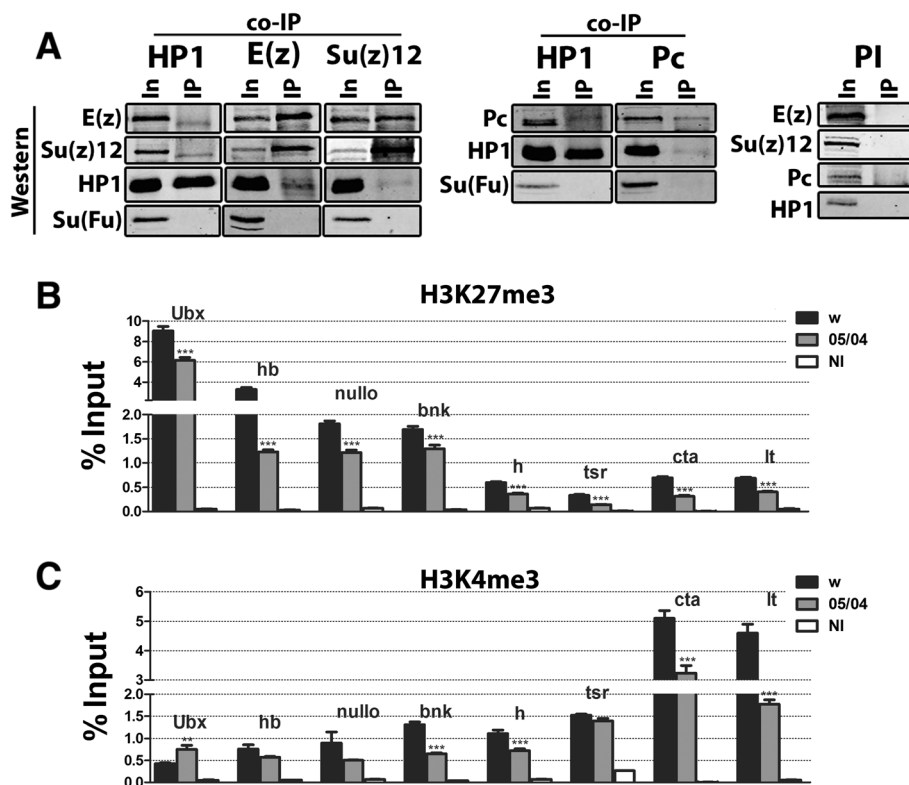 A
co-IP
HP1 E(z) Su(z)12
In IP In IP In IP
Western
E(z)
Su(z)12
HP1
Su(Fu)
co-IP
HP1 Pc
In IP In IP
Pc
HP1
Su(Fu)
PI
In IP
E(z)
Su(z)12
Pc
HP1
B
H3K27me3
% Input
10
8
6
4
2.0
1.5
1.0
0.5
0.0
Ubx
***
hb
***
nullo
***
bnk
***
h
***
tsr
***
cta
***
lt
***
w
05/04
NI
C
H3K4me3
% Input
6
5
4
3
2.0
1.5
1.0
0.5
0.0
Ubx
**
hb
nullo
bnk
***
h
***
tsr
cta
***
lt
***
w
05/04
NI